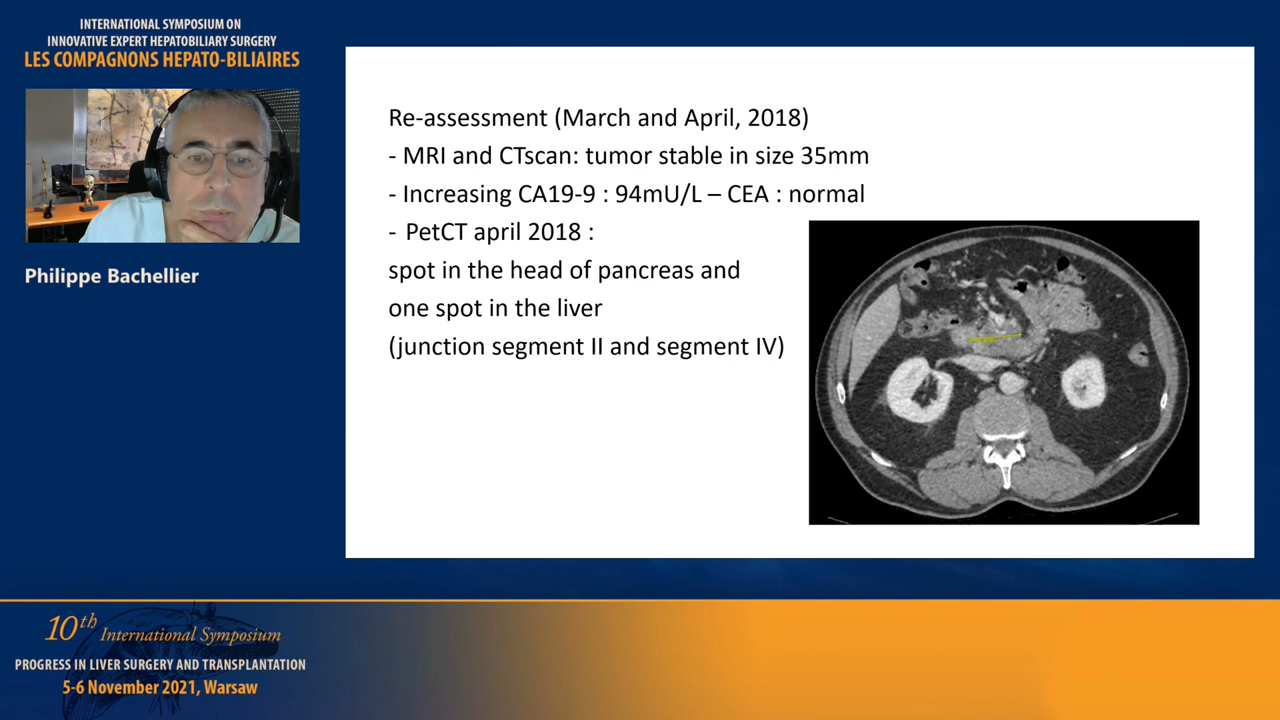 INTERNATIONAL SYMPOSIUM ON
INNOVATIVE EXPERT HEPATOBILIARY SURGERY
LES COMPAGNONS HEPATO-BILIAIRES
Philippe Bachellier
Re-assessment (March and April, 2018)
- MRI and CTscan: tumor stable in size 35mm
- Increasing CA19-9 : 94mU/L – CEA : normal
- PetCT april 2018 :
spot in the head of pancreas and
one spot in the liver
(junction segment II and segment IV)
10th International Symposium
PROGRESS IN LIVER SURGERY AND TRANSPLANTATION
5-6 November 2021, Warsaw